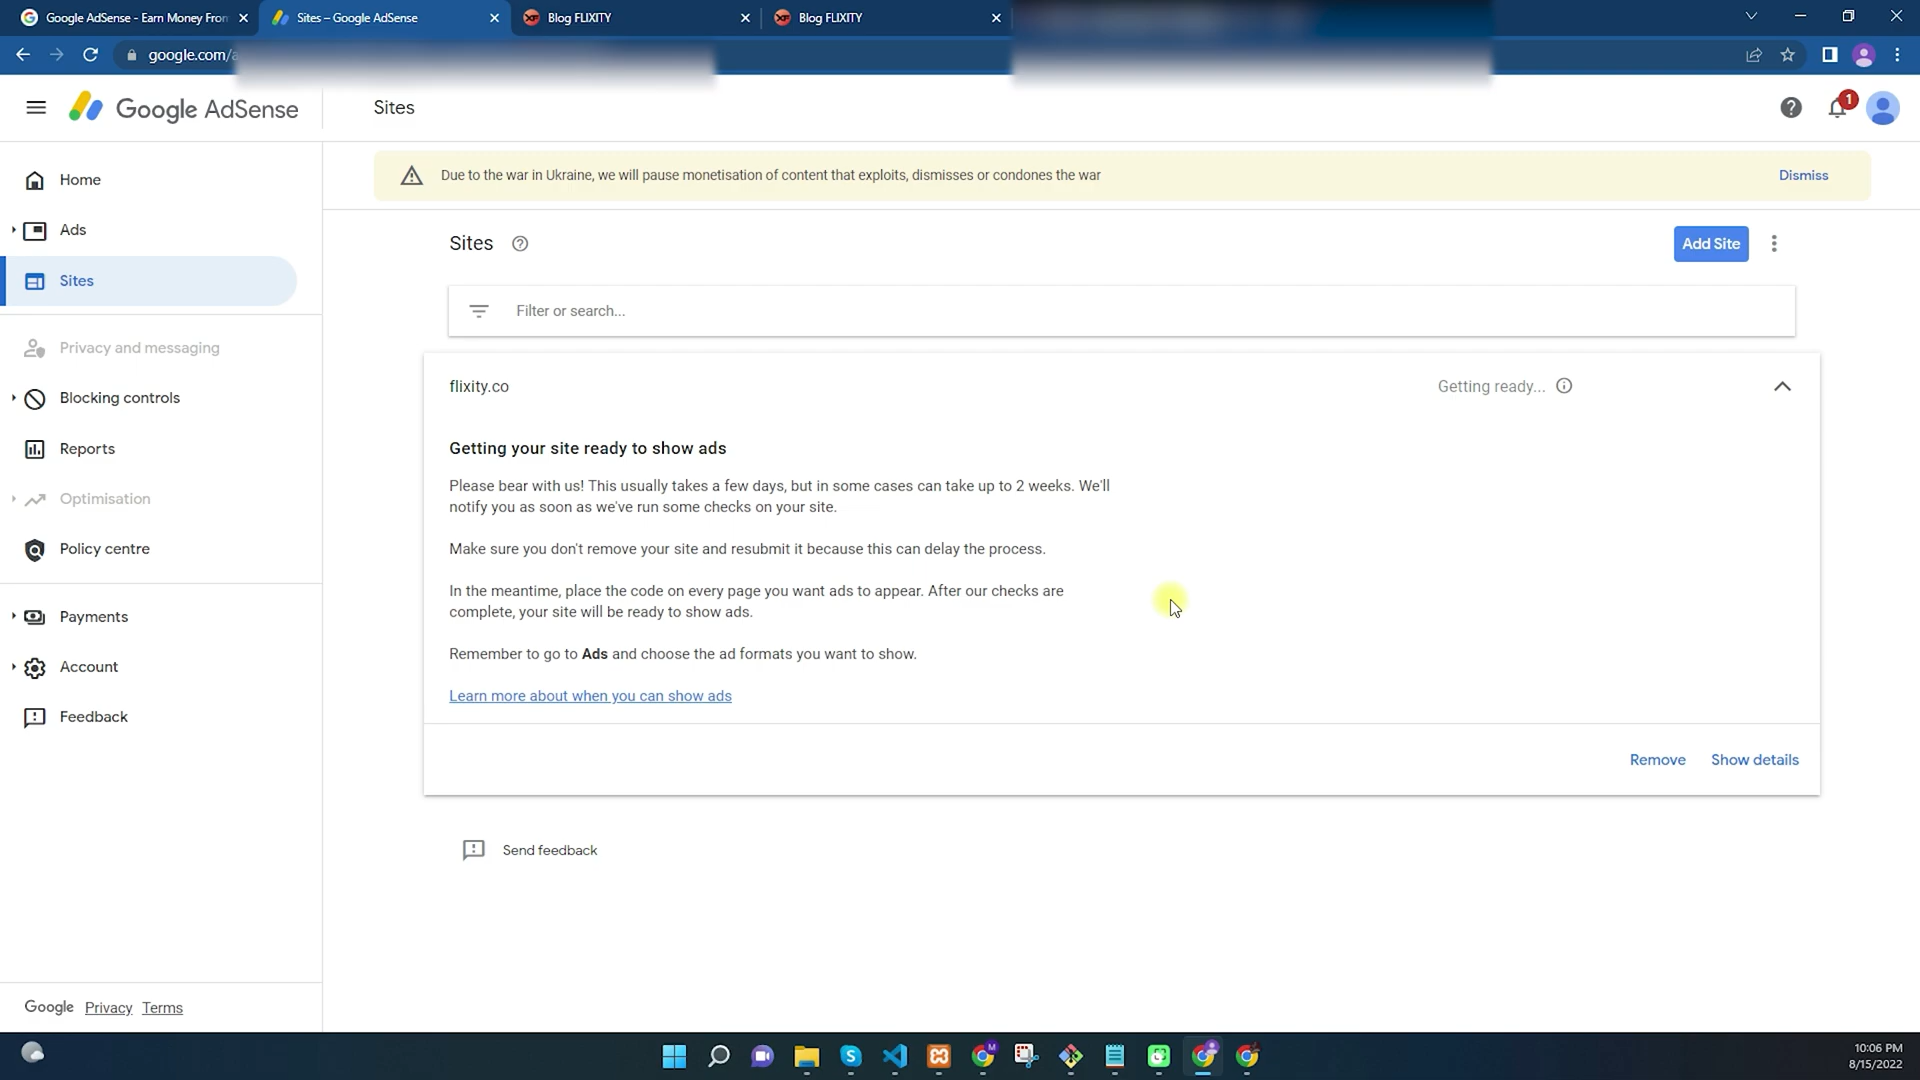 Google AdSense - Earn Money Fron
Sites – Google AdSense
Blog FLIXITY
Blog FLIXITY
google.com/a
Google AdSense
Sites
1
Home
Ads
Sites
Privacy and messaging
Blocking controls
Reports
Optimisation
Policy centre
Payments
Account
Feedback
Google Privacy Terms
Due to the war in Ukraine, we will pause monetisation of content that exploits, dismisses or condones the war
Dismiss
Sites
Add Site
Filter or search...
flixity.co
Getting ready...
Getting your site ready to show ads
Please bear with us! This usually takes a few days, but in some cases can take up to 2 weeks. We'll
notify you as soon as we've run some checks on your site.
Make sure you don't remove your site and resubmit it because this can delay the process.
In the meantime, place the code on every page you want ads to appear. After our checks are
complete, your site will be ready to show ads.
Remember to go to Ads and choose the ad formats you want to show.
Learn more about when you can show ads
Remove
Show details
Send feedback
10:06 PM
8/15/2022